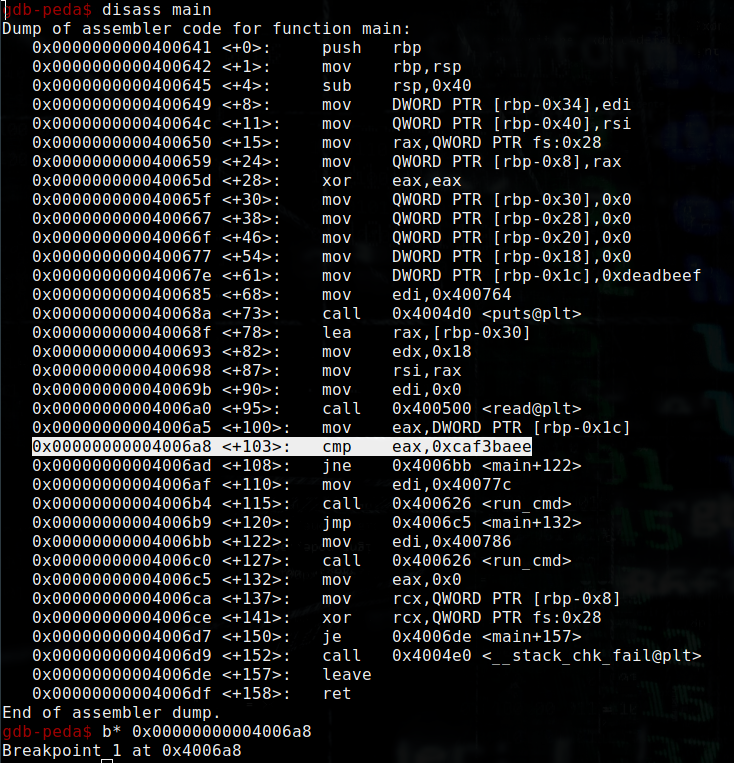 gdb-peda$ disass main
Dump of assembler code for function main:
0x0000000000400641 <+0>: push rbp
0x0000000000400642 <+1>: mov rbp,rsp
0x0000000000400645 <+4>: sub rsp,0x40
0x0000000000400649 <+8>: mov DWORD PTR [rbp-0x34],edi
0x000000000040064c <+11>: mov QWORD PTR [rbp-0x40],rsi
0x0000000000400650 <+15>: mov rax,QWORD PTR fs:0x28
0x0000000000400659 <+24>: mov QWORD PTR [rbp-0x8],rax
0x000000000040065d <+28>: xor eax,eax
0x000000000040065f <+30>: mov QWORD PTR [rbp-0x30],0x0
0x0000000000400667 <+38>: mov QWORD PTR [rbp-0x28],0x0
0x000000000040066f <+46>: mov QWORD PTR [rbp-0x20],0x0
0x0000000000400677 <+54>: mov DWORD PTR [rbp-0x18],0x0
0x000000000040067e <+61>: mov DWORD PTR [rbp-0x1c],0xdeadbeef
0x0000000000400685 <+68>: mov edi,0x400764
0x000000000040068a <+73>: call 0x4004d0 <puts@plt>
0x000000000040068f <+78>: lea rax,[rbp-0x30]
0x0000000000400693 <+82>: mov edx,0x18
0x0000000000400698 <+87>: mov rsi,rax
0x000000000040069b <+90>: mov edi,0x0
0x00000000004006a0 <+95>: call 0x400500 <read@plt>
0x00000000004006a5 <+100>: mov eax,DWORD PTR [rbp-0x1c]
0x00000000004006a8 <+103>: cmp eax,0xcaf3baee
0x00000000004006ad <+108>: jne 0x4006bb <main+122>
0x00000000004006af <+110>: mov edi,0x40077c
0x00000000004006b4 <+115>: call 0x400626 <run_cmd>
0x00000000004006b9 <+120>: jmp 0x4006c5 <main+132>
0x00000000004006bb <+122>: mov edi,0x400786
0x00000000004006c0 <+127>: call 0x400626 <run_cmd>
0x00000000004006c5 <+132>: mov eax,0x0
0x00000000004006ca <+137>: mov rcx,QWORD PTR [rbp-0x8]
0x00000000004006ce <+141>: xor rcx,QWORD PTR fs:0x28
0x00000000004006d7 <+150>: je 0x4006de <main+157>
0x00000000004006d9 <+152>: call 0x4004e0 <__stack_chk_fail@plt>
0x00000000004006de <+157>: leave
0x00000000004006df <+158>: ret
End of assembler dump.
gdb-peda$ b* 0x00000000004006a8
Breakpoint 1 at 0x4006a8